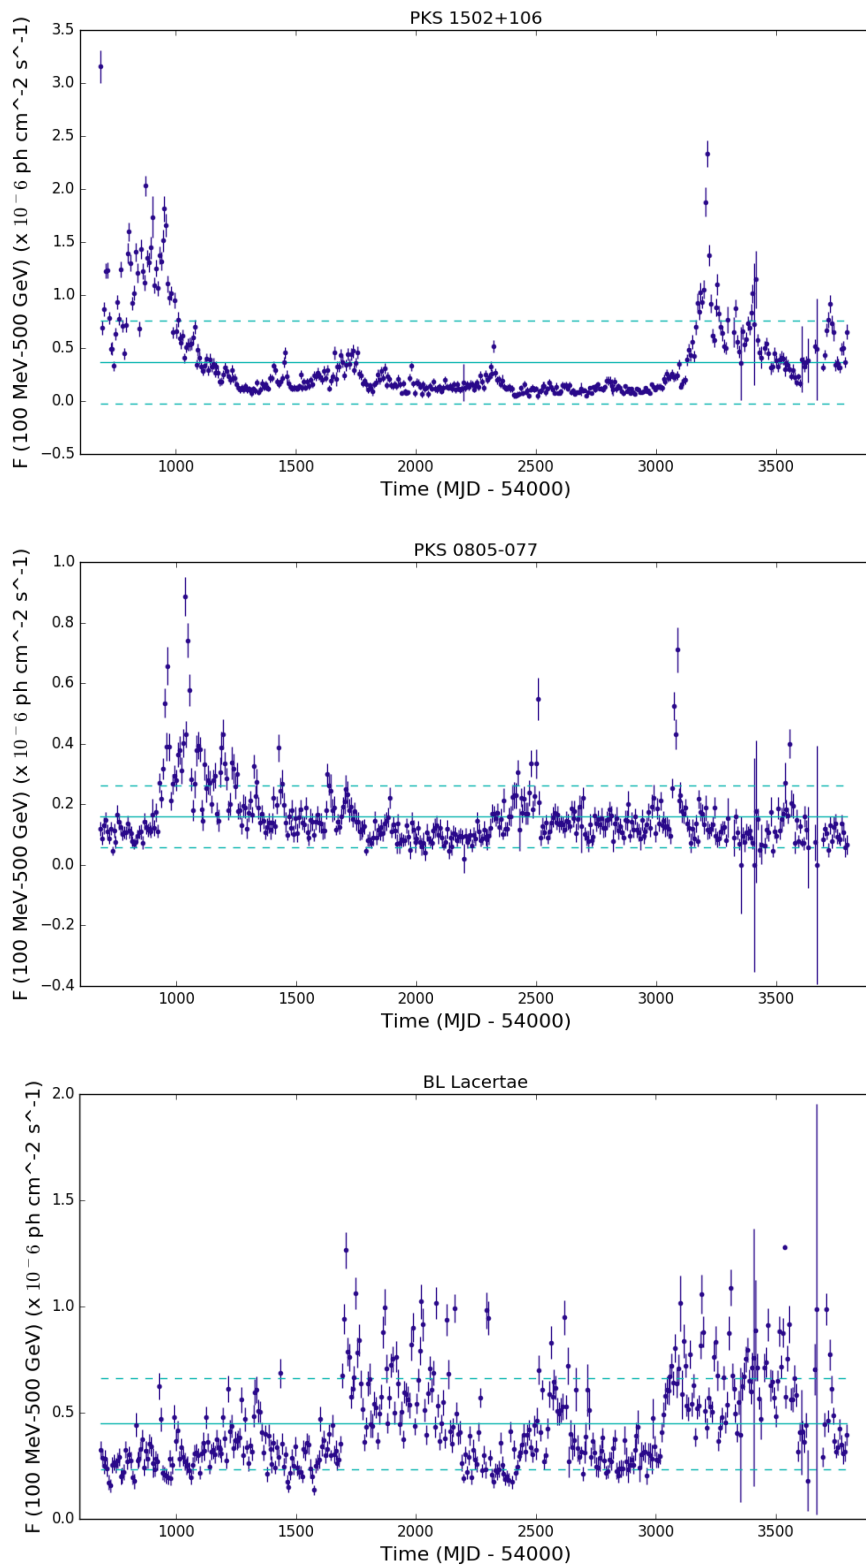 PKS 1502+106
F (100 MeV-500 GeV) (x 10⁻ 6 ph cm^-2 s^-1)
3.5
3.0
2.5
2.0
1.5
1.0
0.5
0.0
−0.5
1000 1500 2000 2500 3000 3500
Time (MJD - 54000)
PKS 0805-077
F (100 MeV-500 GeV) (x 10⁻ 6 ph cm^-2 s^-1)
1.0
0.8
0.6
0.4
0.2
0.0
−0.2
−0.4
1000 1500 2000 2500 3000 3500
Time (MJD - 54000)
BL Lacertae
F (100 MeV-500 GeV) (x 10⁻ 6 ph cm^-2 s^-1)
2.0
1.5
1.0
0.5
0.0
1000 1500 2000 2500 3000 3500
Time (MJD - 54000)